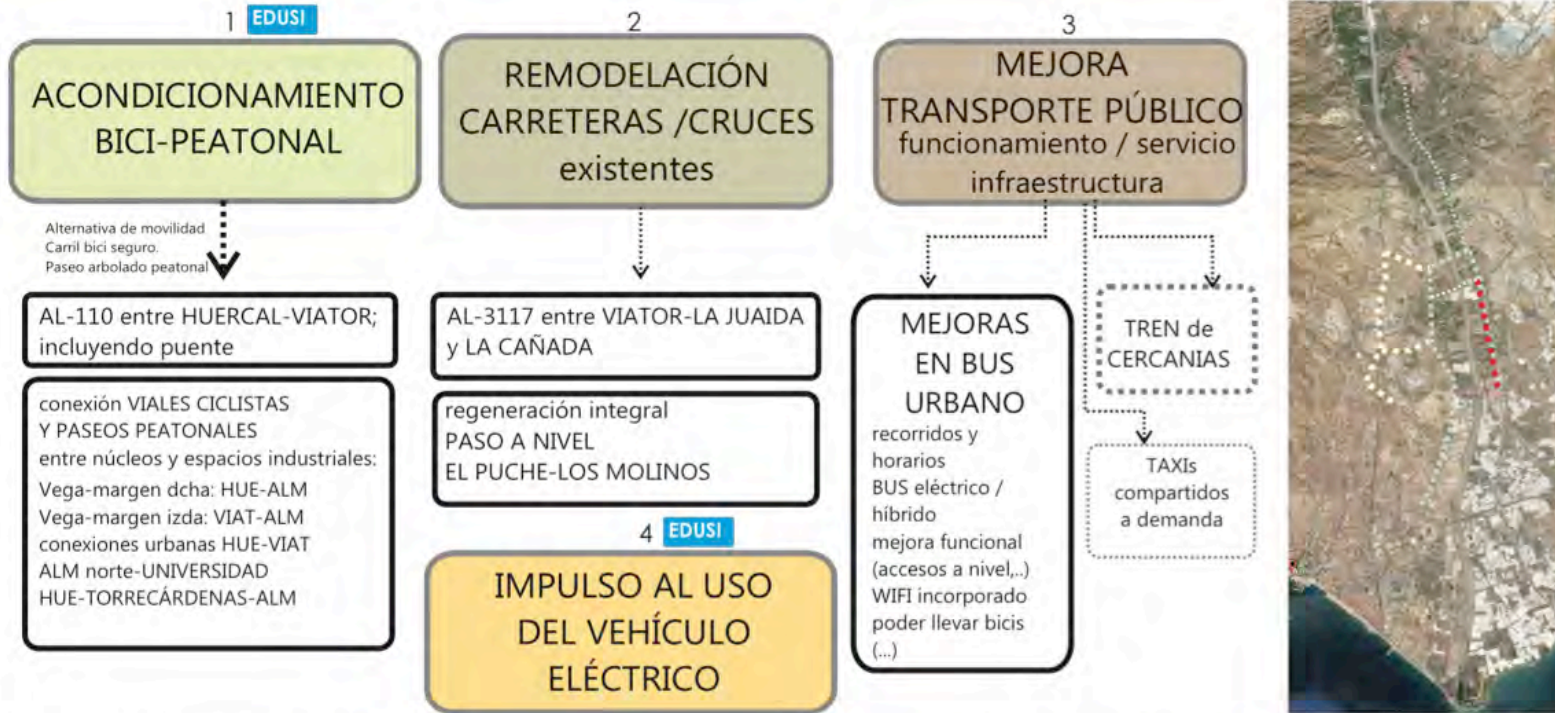 1 EDUSI
ACONDICIONAMIENTO
BICI-PEATONAL
Alternativa de movilidad
Carril bici seguro.
Paseo arbolado peatonal
AL-110 entre HUERCAL-VIATOR;
incluyendo puente
conexión VIALES CICLISTAS
Y PASEOS PEATONALES
entre núcleos y espacios industriales:
Vega-margen dcha: HUE-ALM
Vega-margen izda: VIAT-ALM
conexiones urbanas HUE-VIAT
ALM norte-UNIVERSIDAD
HUE-TORRECÁRDENAS-ALM
2
REMODELACIÓN
CARRETERAS /CRUCES
existentes
AL-3117 entre VIATOR-LA JUAIDA
y LA CAÑADA
regeneración integral
PASO A NIVEL
EL PUCHE-LOS MOLINOS
4 EDUSI
IMPULSO AL USO
DEL VEHÍCULO
ELÉCTRICO
3
MEJORA
TRANSPORTE PÚBLICO
funcionamiento / servicio
infraestructura
MEJORAS
EN BUS
URBANO
recorridos y
horarios
BUS eléctrico /
híbrido
mejora funcional
(accesos a nivel,..)
WIFI incorporado
poder llevar bicis
(...)
TREN de
CERCANIAS
TAXIs
compartidos
a demanda